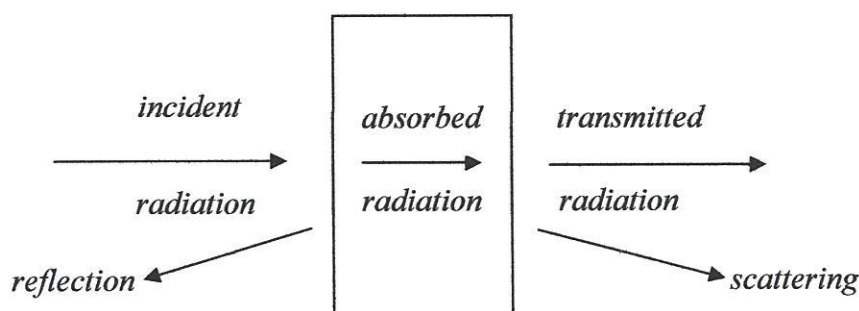 incident absorbed transmitted
radiation radiation radiation
reflection scattering